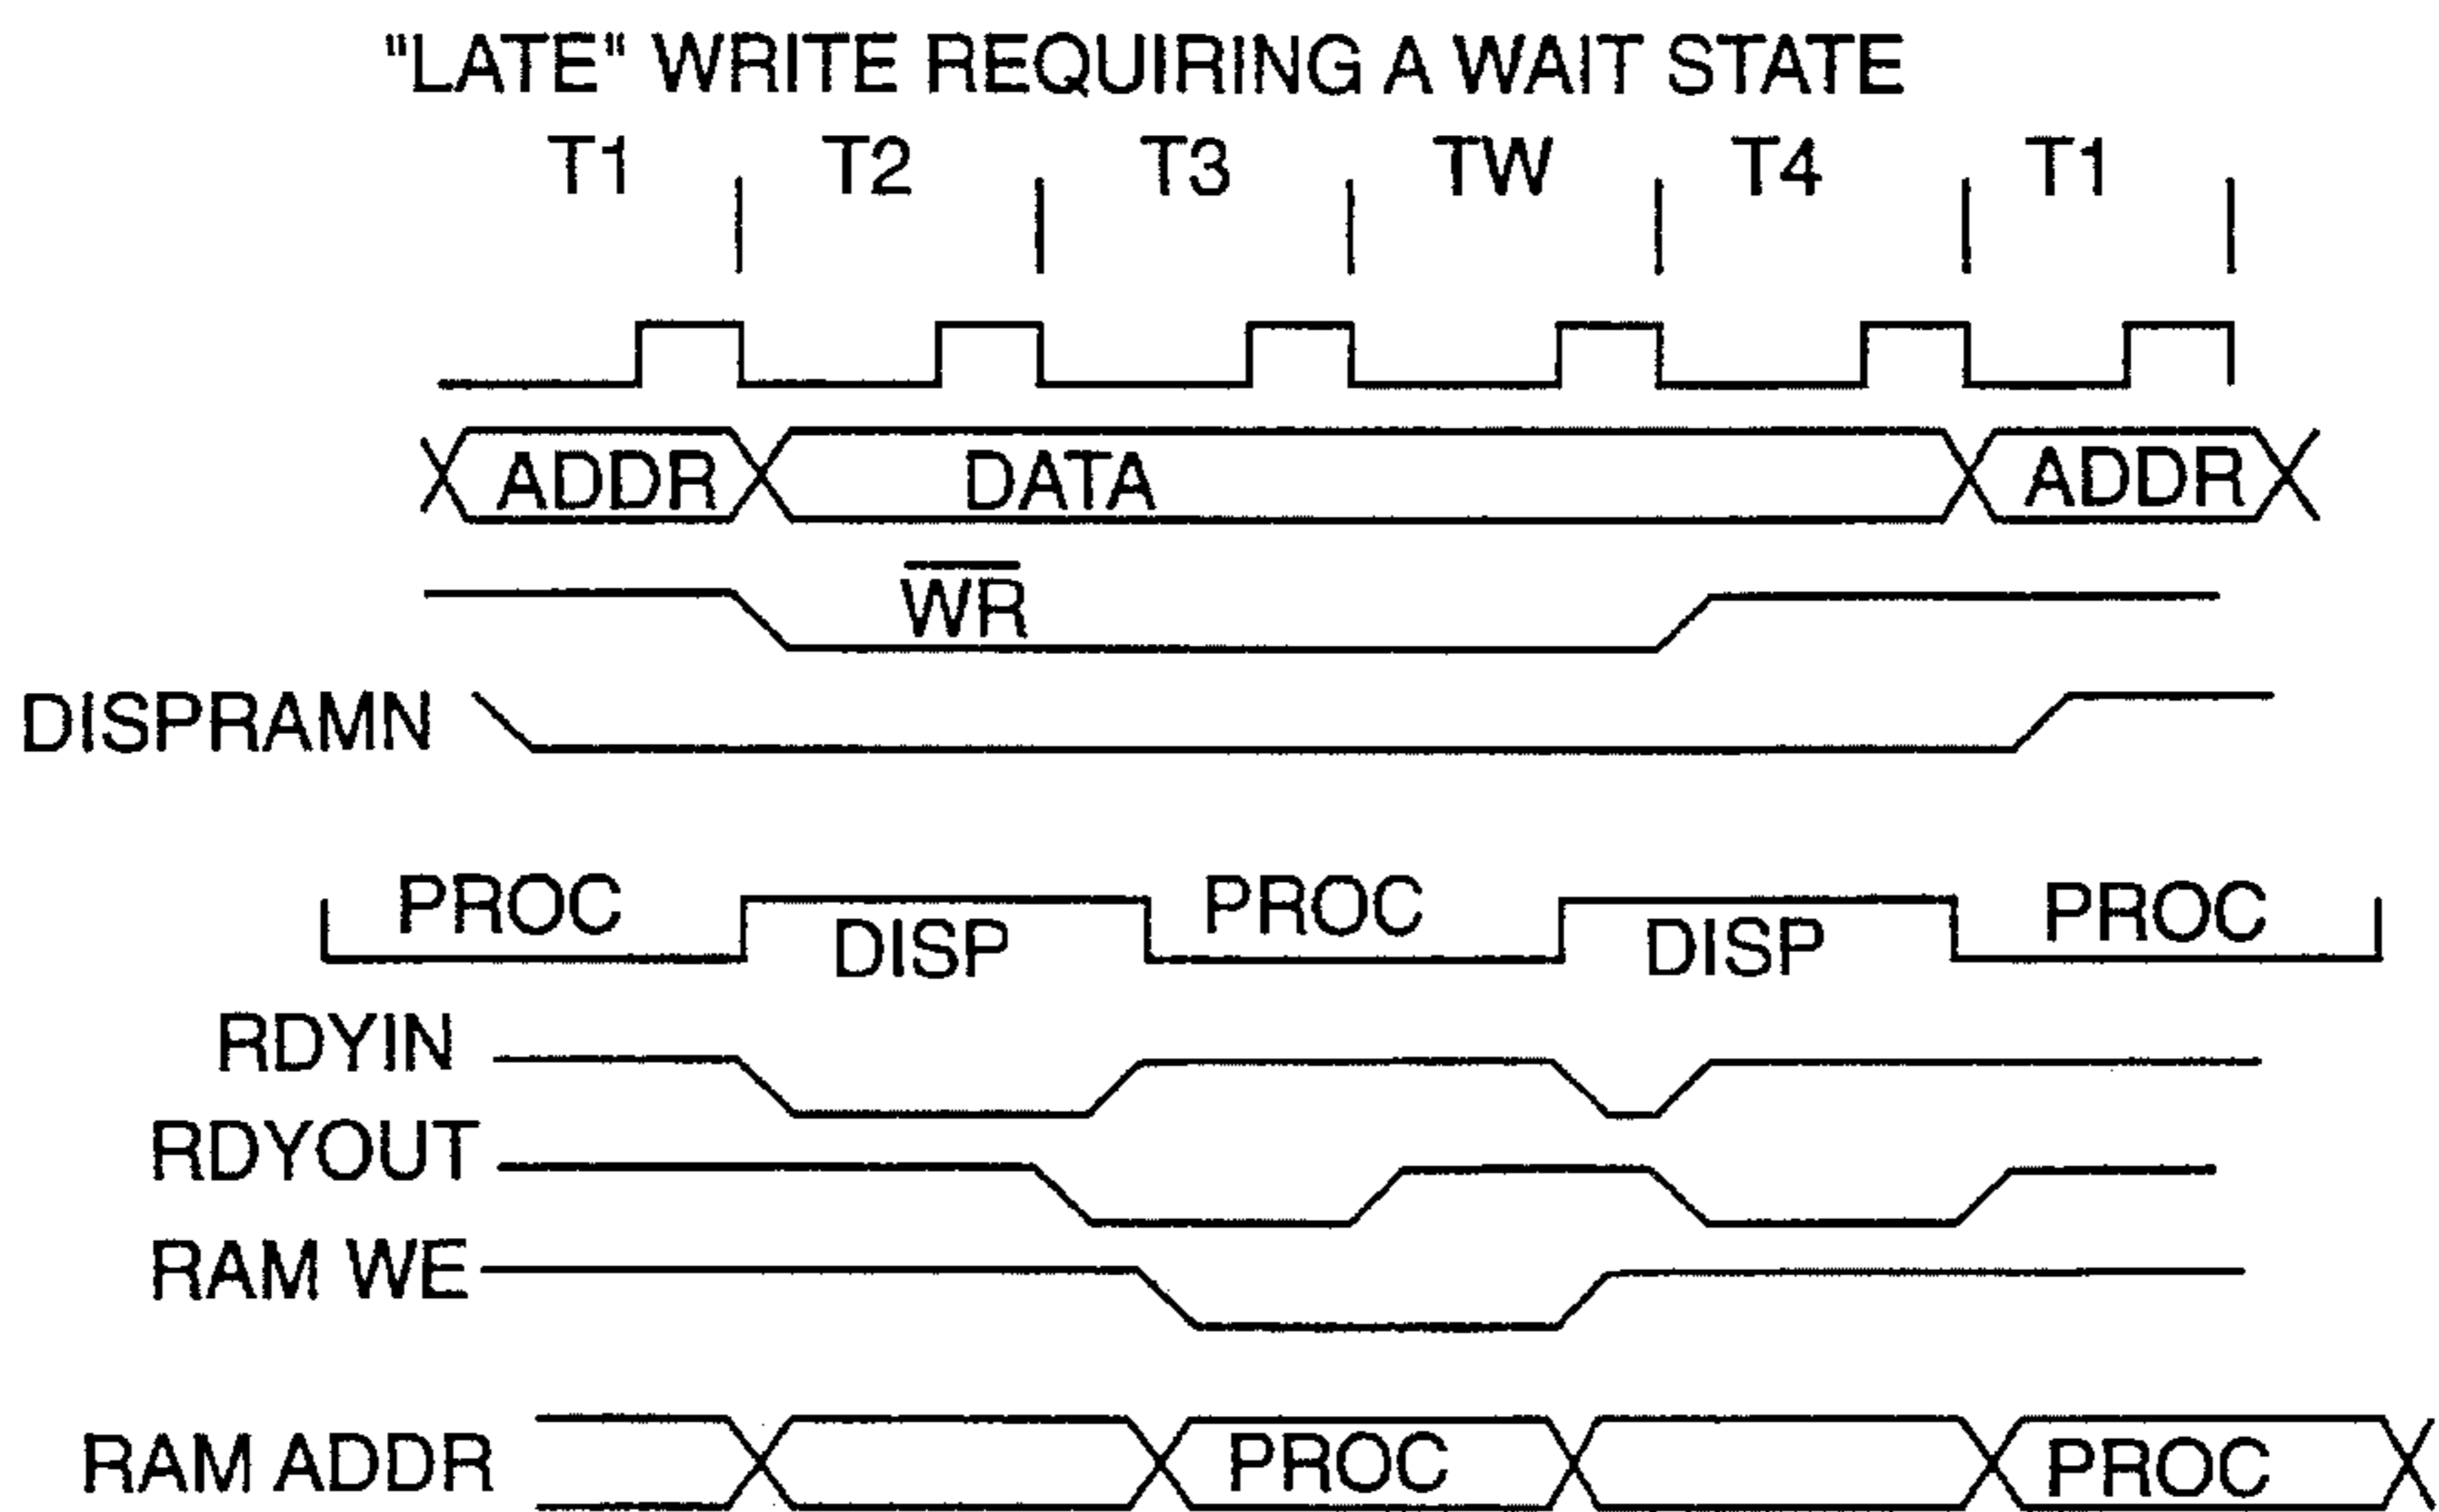 "LATE" WRITE REQUIRING A WAIT STATE
T1 T2 T3 TW T4 T1
ADDR DATA ADDR
WR
DISPRAMN
PROC DISP PROC DISP PROC
RDYIN
RDYOUT
RAM WE
RAM ADDR PROC PROC